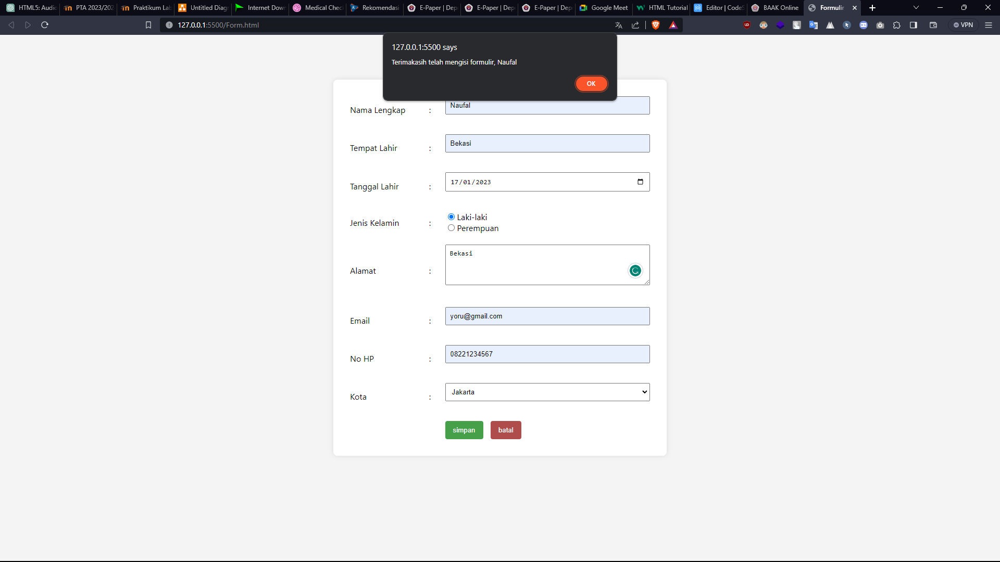 HTML5: Audio
PTA 2023/202
Praktikum Lab
Untitled Diagr
Internet Down
Medical Check
Rekomendasi
E-Paper | Dep
E-Paper | Dep
E-Paper | Dep
Google Meet
HTML Tutorial
Editor | CodeS
BAAK Online
Formulir
127.0.0.1:5500/Form.html
VPN
127.0.0.1:5500 says
Terimakasih telah mengisi formulir, Naufal
OK
Nama Lengkap : Naufal
Tempat Lahir : Bekasi
Tanggal Lahir : 17/01/2023
Jenis Kelamin : Laki-laki
Perempuan
Alamat : Bekasi
Email : yoru@gmail.com
No HP : 08221234567
Kota : Jakarta
simpan batal